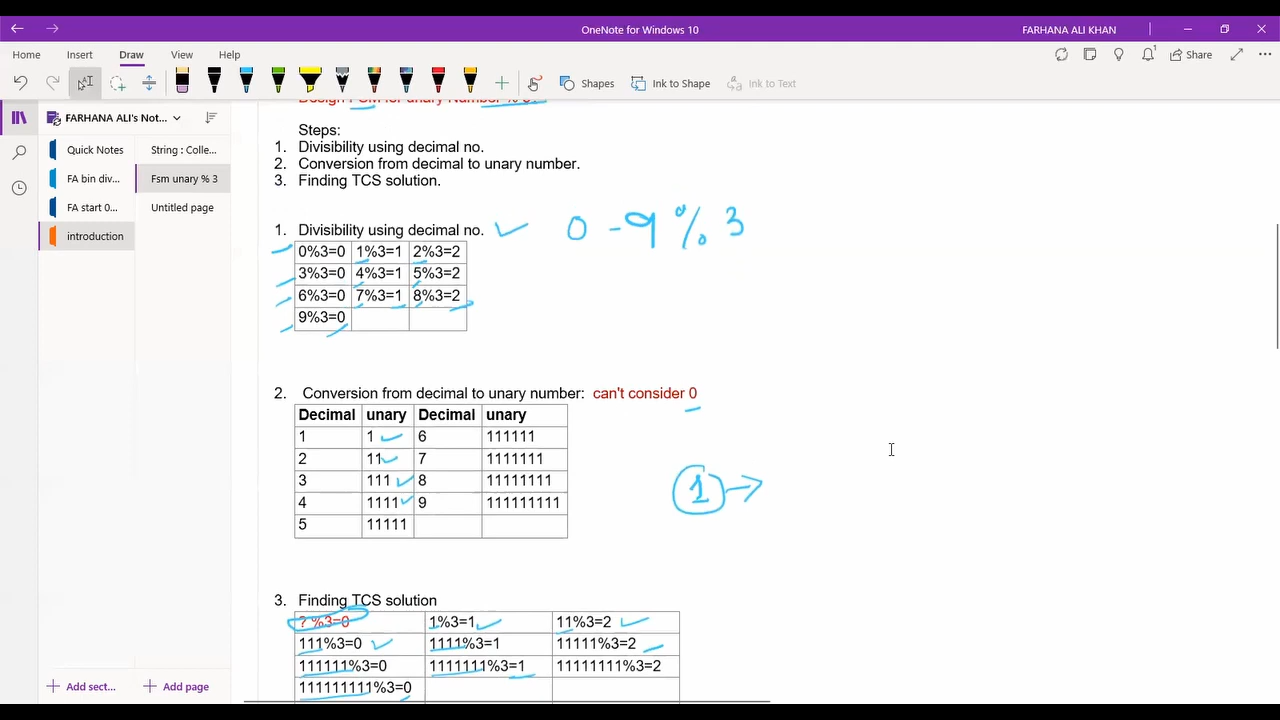 OneNote for Windows 10
FARHANA ALI KHAN
Home Insert Draw View Help
Share
Shapes Ink to Shape Ink to Text
FARHANA ALI's Not...
Quick Notes
FA bin div...
FA start 0...
introduction
String : Colle...
Fsm unary % 3
Untitled page
Add sect...
Add page
Design FSM for unary Number % 3.
Steps:
1. Divisibility using decimal no.
2. Conversion from decimal to unary number.
3. Finding TCS solution.
1. Divisibility using decimal no. 0 - 9 % 3
0%3=0 1%3=1 2%3=2
3%3=0 4%3=1 5%3=2
6%3=0 7%3=1 8%3=2
9%3=0
2. Conversion from decimal to unary number: can't consider 0
Decimal unary Decimal unary
1 1 6 111111
2 11 7 1111111
3 111 8 11111111
4 1111 9 111111111
5 11111
1 →
3. Finding TCS solution
? %3=0 1%3=1 11%3=2
111%3=0 1111%3=1 11111%3=2
111111%3=0 1111111%3=1 11111111%3=2
111111111%3=0